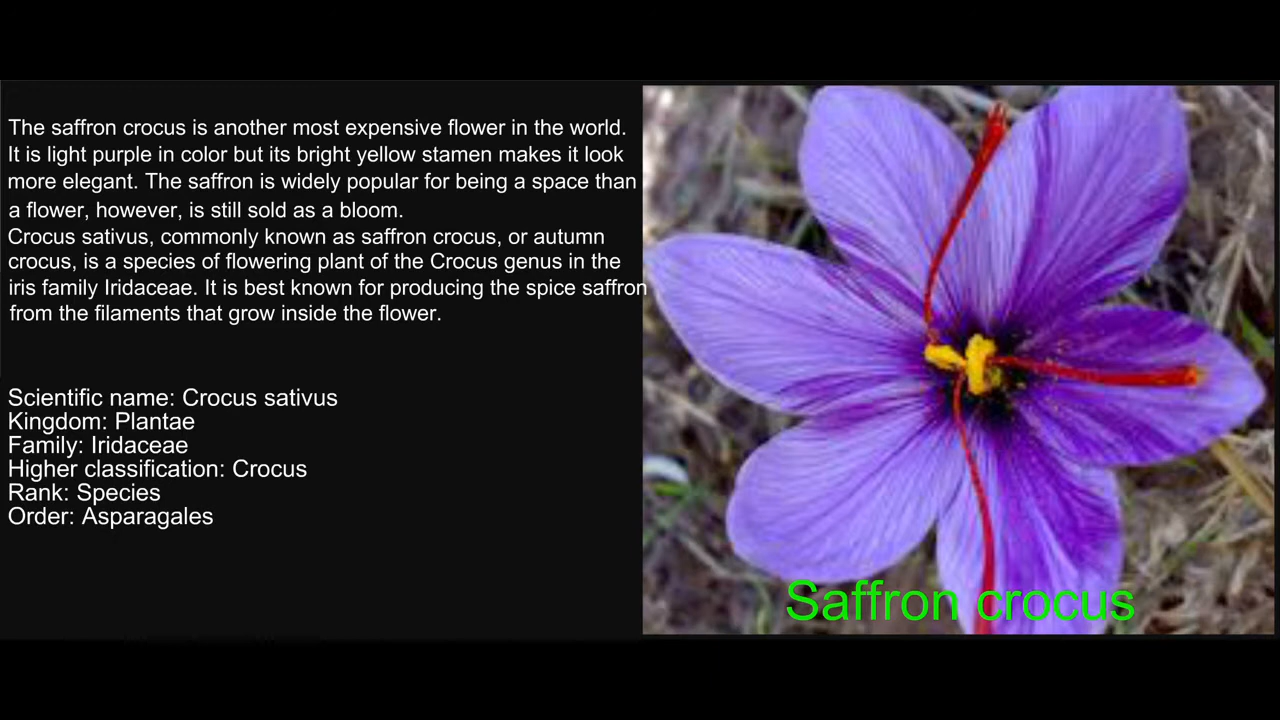 The saffron crocus is another most expensive flower in the world.
It is light purple in color but its bright yellow stamen makes it look
more elegant. The saffron is widely popular for being a space than
a flower, however, is still sold as a bloom.
Crocus sativus, commonly known as saffron crocus, or autumn
crocus, is a species of flowering plant of the Crocus genus in the
iris family Iridaceae. It is best known for producing the spice saffron
from the filaments that grow inside the flower.
Scientific name: Crocus sativus
Kingdom: Plantae
Family: Iridaceae
Higher classification: Crocus
Rank: Species
Order: Asparagales
Saffron crocus